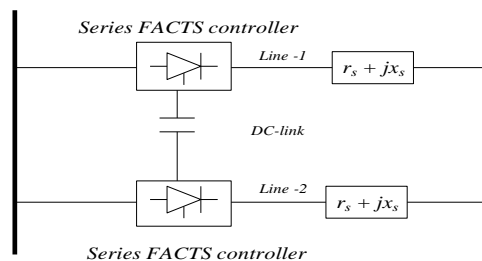 Series FACTS controller
Line -1
r_s + jx_s
DC-link
Line -2
r_s + jx_s
Series FACTS controller